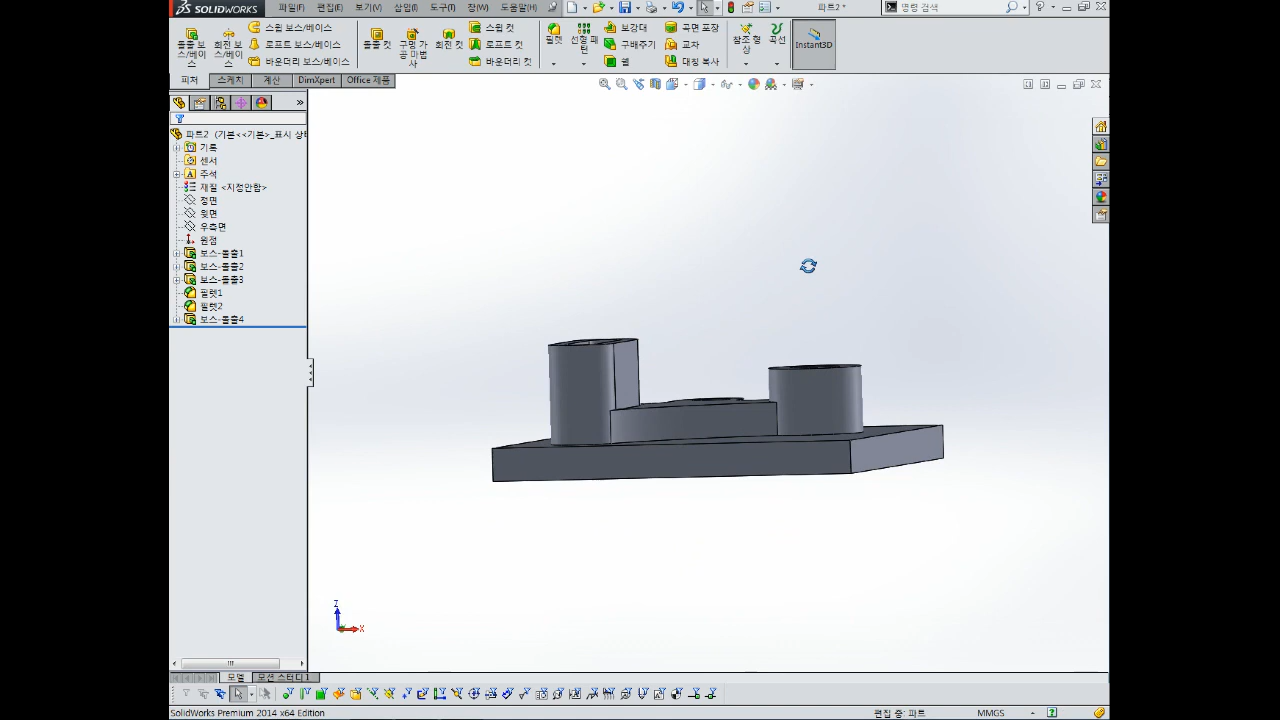 SOLIDWORKS 파일(F) 편집(E) 보기(V) 삽입(I) 도구(T) 창(W) 도움말(H) 파트2 * 명령 검색
돌출 보스/베이스 회전 보스/베이스 스윕 보스/베이스 로프트 보스/베이스 바운더리 보스/베이스 돌출 컷 구멍 가공 마법사 회전 컷 스윕 컷 로프트 컷 바운더리 컷 필렛 선형 패턴 보강대 구배주기 쉘 곡면 포장 교차 대칭 복사 참조 형상 곡선 Instant3D
피처 스케치 계산 DimXpert Office 제품
파트2 (기본<<기본>_표시 상태
기록
센서
주석
재질 <지정안함>
정면
윗면
우측면
원점
보스-돌출1
보스-돌출2
보스-돌출3
필렛1
필렛2
보스-돌출4
Z
X
모델 모션 스터디 1
SolidWorks Premium 2014 x64 Edition 편집 중: 파트 MMGS